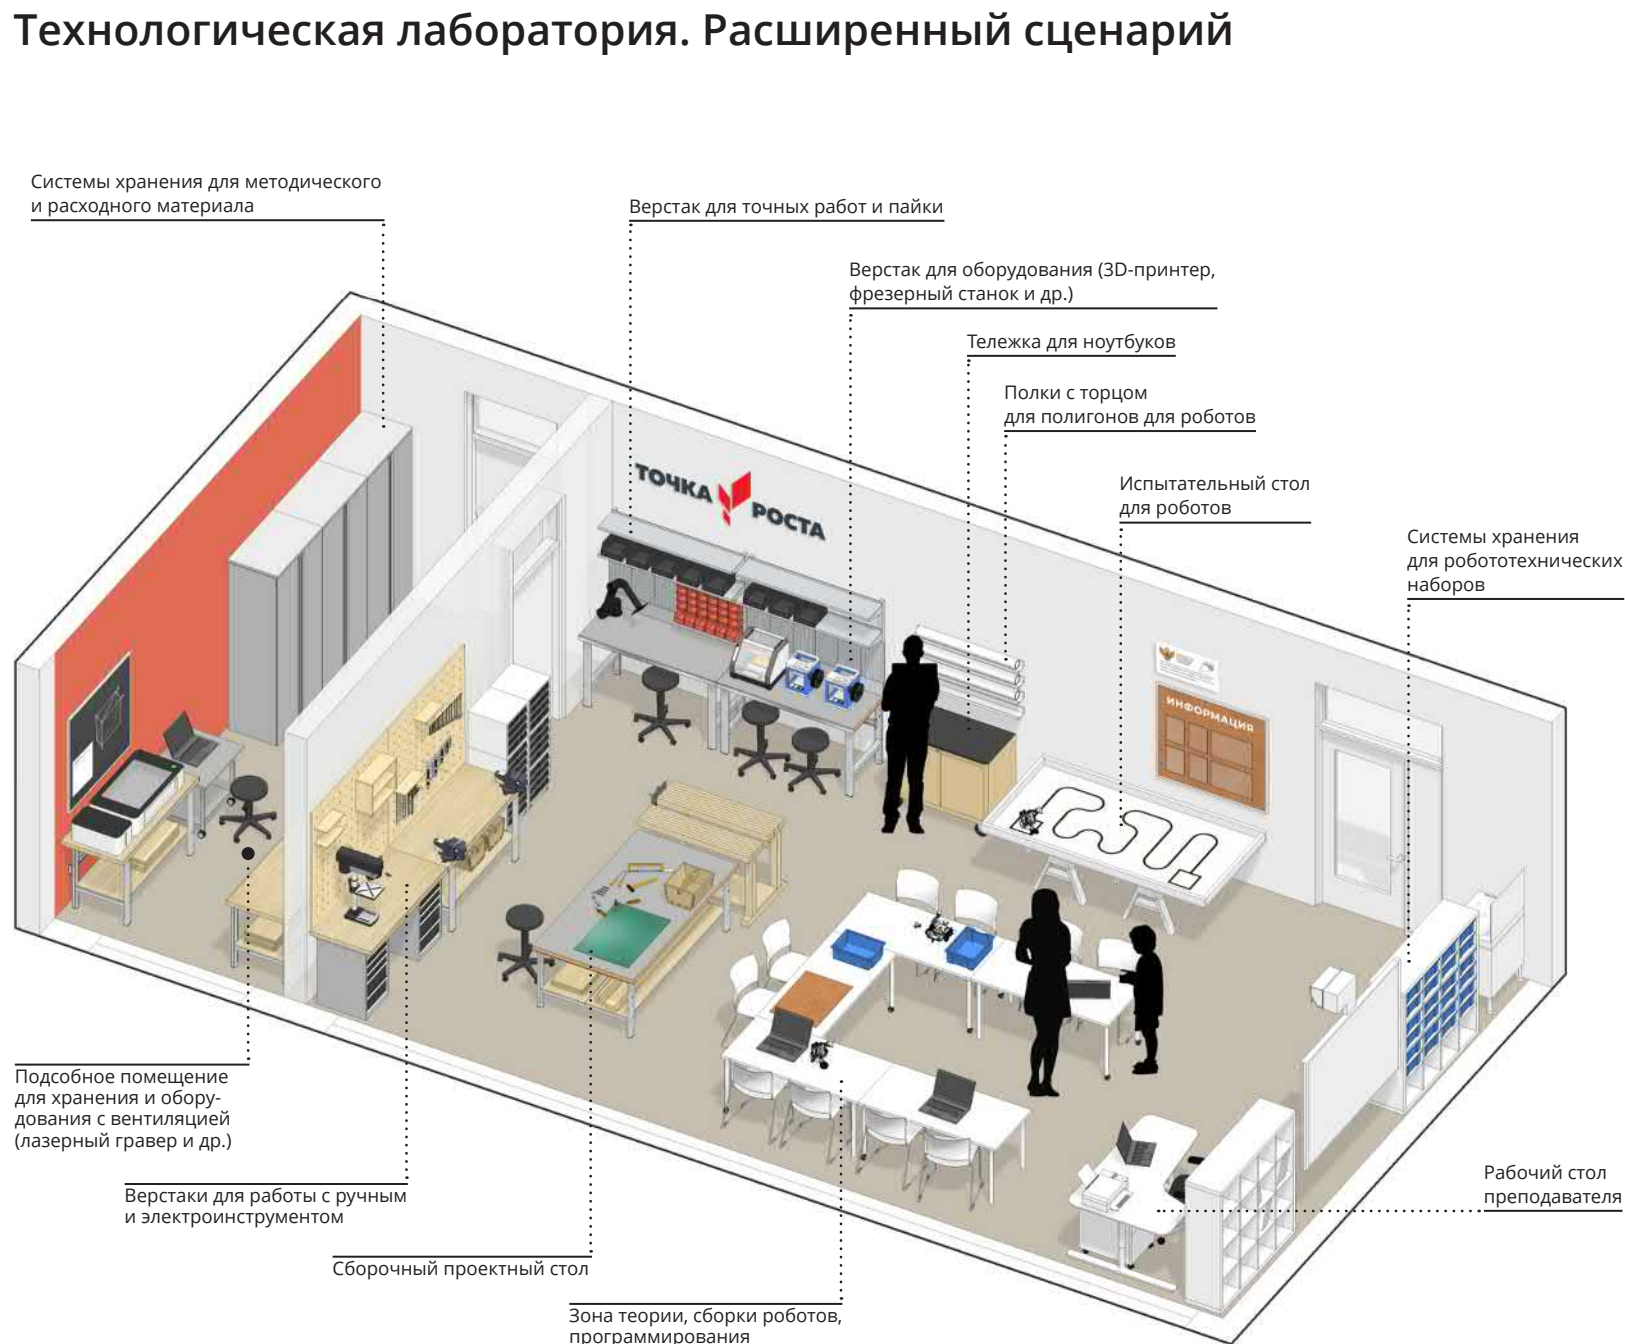 Технологическая лаборатория. Расширенный сценарий
Системы хранения для методического
и расходного материала
Верстак для точных работ и пайки
Верстак для оборудования (3D-принтер,
фрезерный станок и др.)
Тележка для ноутбуков
Полки с торцом
для полигонов для роботов
Испытательный стол
для роботов
Системы хранения
для робототехнических
наборов
ТОЧКА
РОСТА
ИНФОРМАЦИЯ
Подсобное помещение
для хранения и обору-
дования с вентиляцией
(лазерный гравер и др.)
Верстаки для работы с ручным
и электроинструментом
Сборочный проектный стол
Зона теории, сборки роботов,
программирования
Рабочий стол
преподавателя